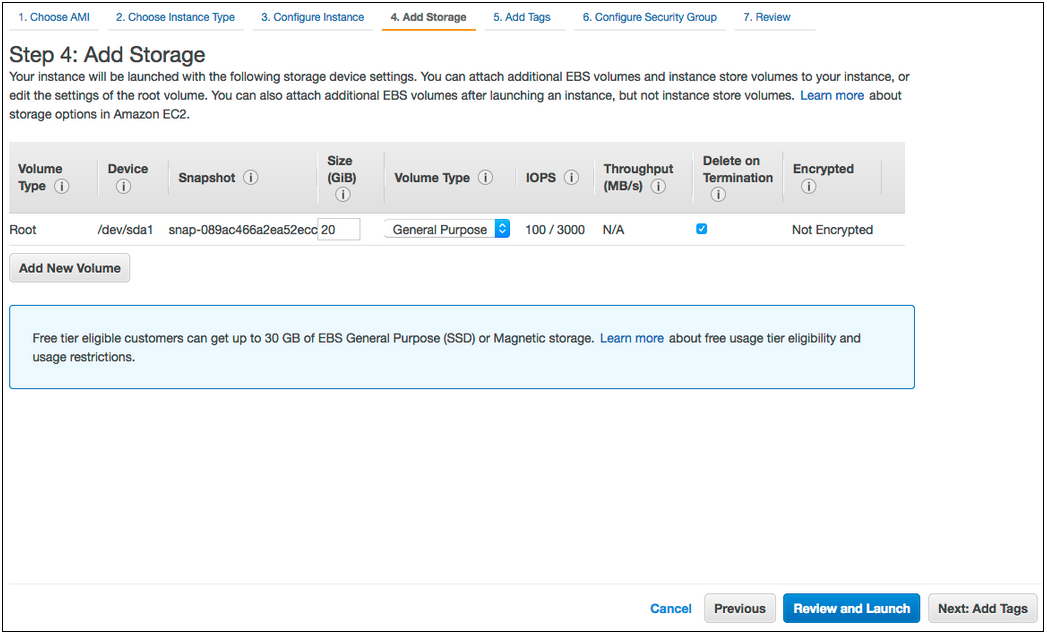 1. Choose AMI 2. Choose Instance Type 3. Configure Instance 4. Add Storage 5. Add Tags 6. Configure Security Group 7. Review
Step 4: Add Storage
Your instance will be launched with the following storage device settings. You can attach additional EBS volumes and instance store volumes to your instance, or
edit the settings of the root volume. You can also attach additional EBS volumes after launching an instance, but not instance store volumes. Learn more about
storage options in Amazon EC2.
Volume Type i Device i Snapshot i Size (GiB) i Volume Type i IOPS i Throughput (MB/s) i Delete on Termination i Encrypted i
Root /dev/sda1 snap-089ac466a2ea52ecc 20 General Purpose 100 / 3000 N/A Not Encrypted
Add New Volume
Free tier eligible customers can get up to 30 GB of EBS General Purpose (SSD) or Magnetic storage. Learn more about free usage tier eligibility and
usage restrictions.
Cancel Previous Review and Launch Next: Add Tags